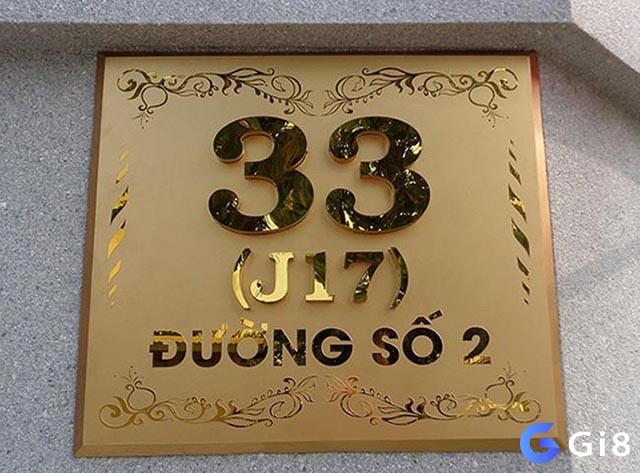 33
(J17)
ĐƯỜNG SỐ 2
Gi8